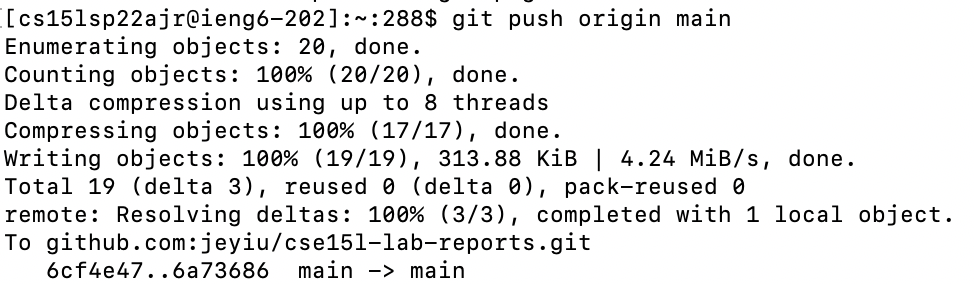 [cs15lsp22ajr@ieng6-202]:~:288$ git push origin main
Enumerating objects: 20, done.
Counting objects: 100% (20/20), done.
Delta compression using up to 8 threads
Compressing objects: 100% (17/17), done.
Writing objects: 100% (19/19), 313.88 KiB | 4.24 MiB/s, done.
Total 19 (delta 3), reused 0 (delta 0), pack-reused 0
remote: Resolving deltas: 100% (3/3), completed with 1 local object.
To github.com:jeyiu/cse15l-lab-reports.git
   6cf4e47..6a73686  main -> main